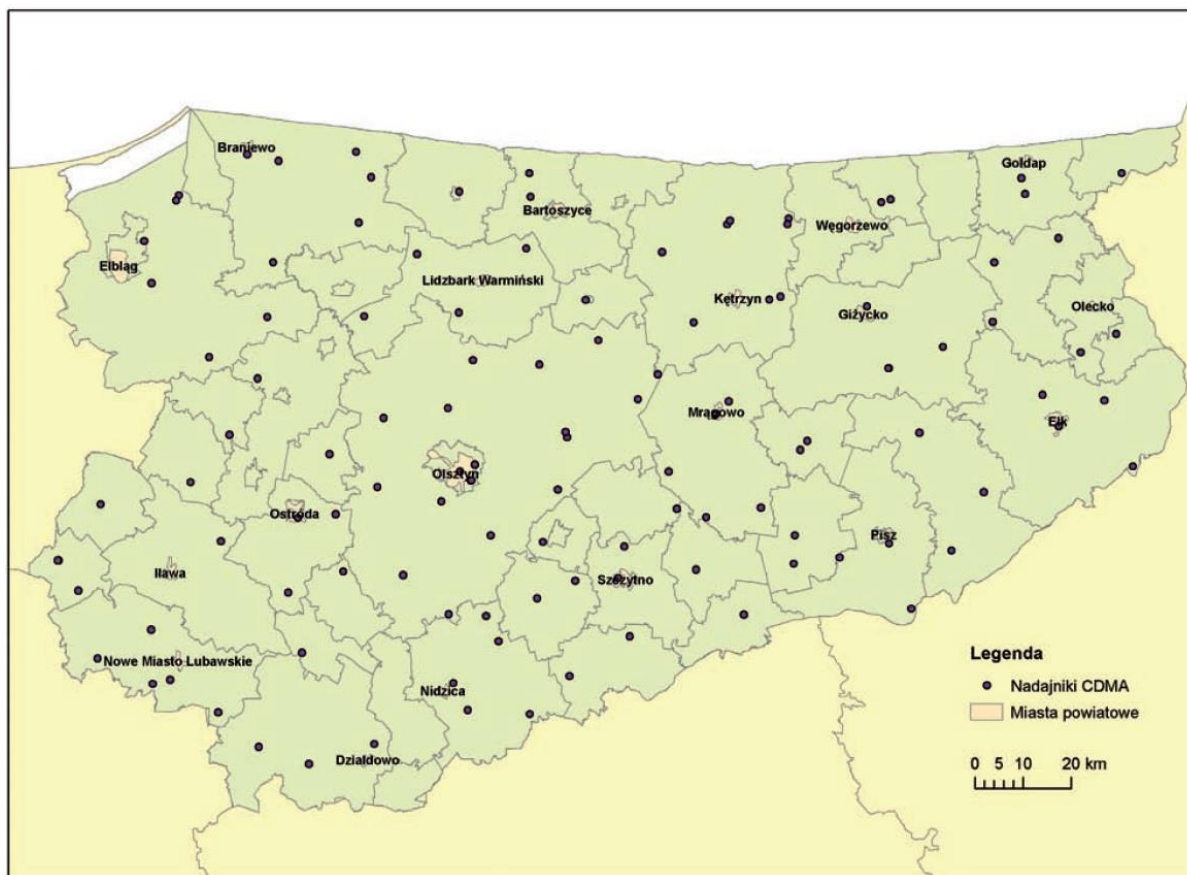 Braniewo
Gołdap
Bartoszyce
Węgorzewo
Elbląg
Lidzbark Warmiński
Kętrzyn
Giżycko
Olecko
Mrągowo
Ełk
Olsztyn
Ostróda
Pisz
Iława
Szczytno
Nowe Miasto Lubawskie
Nidzica
Działdowo
Legenda
Nadajniki CDMA
Miasta powiatowe
0 5 10 20 km